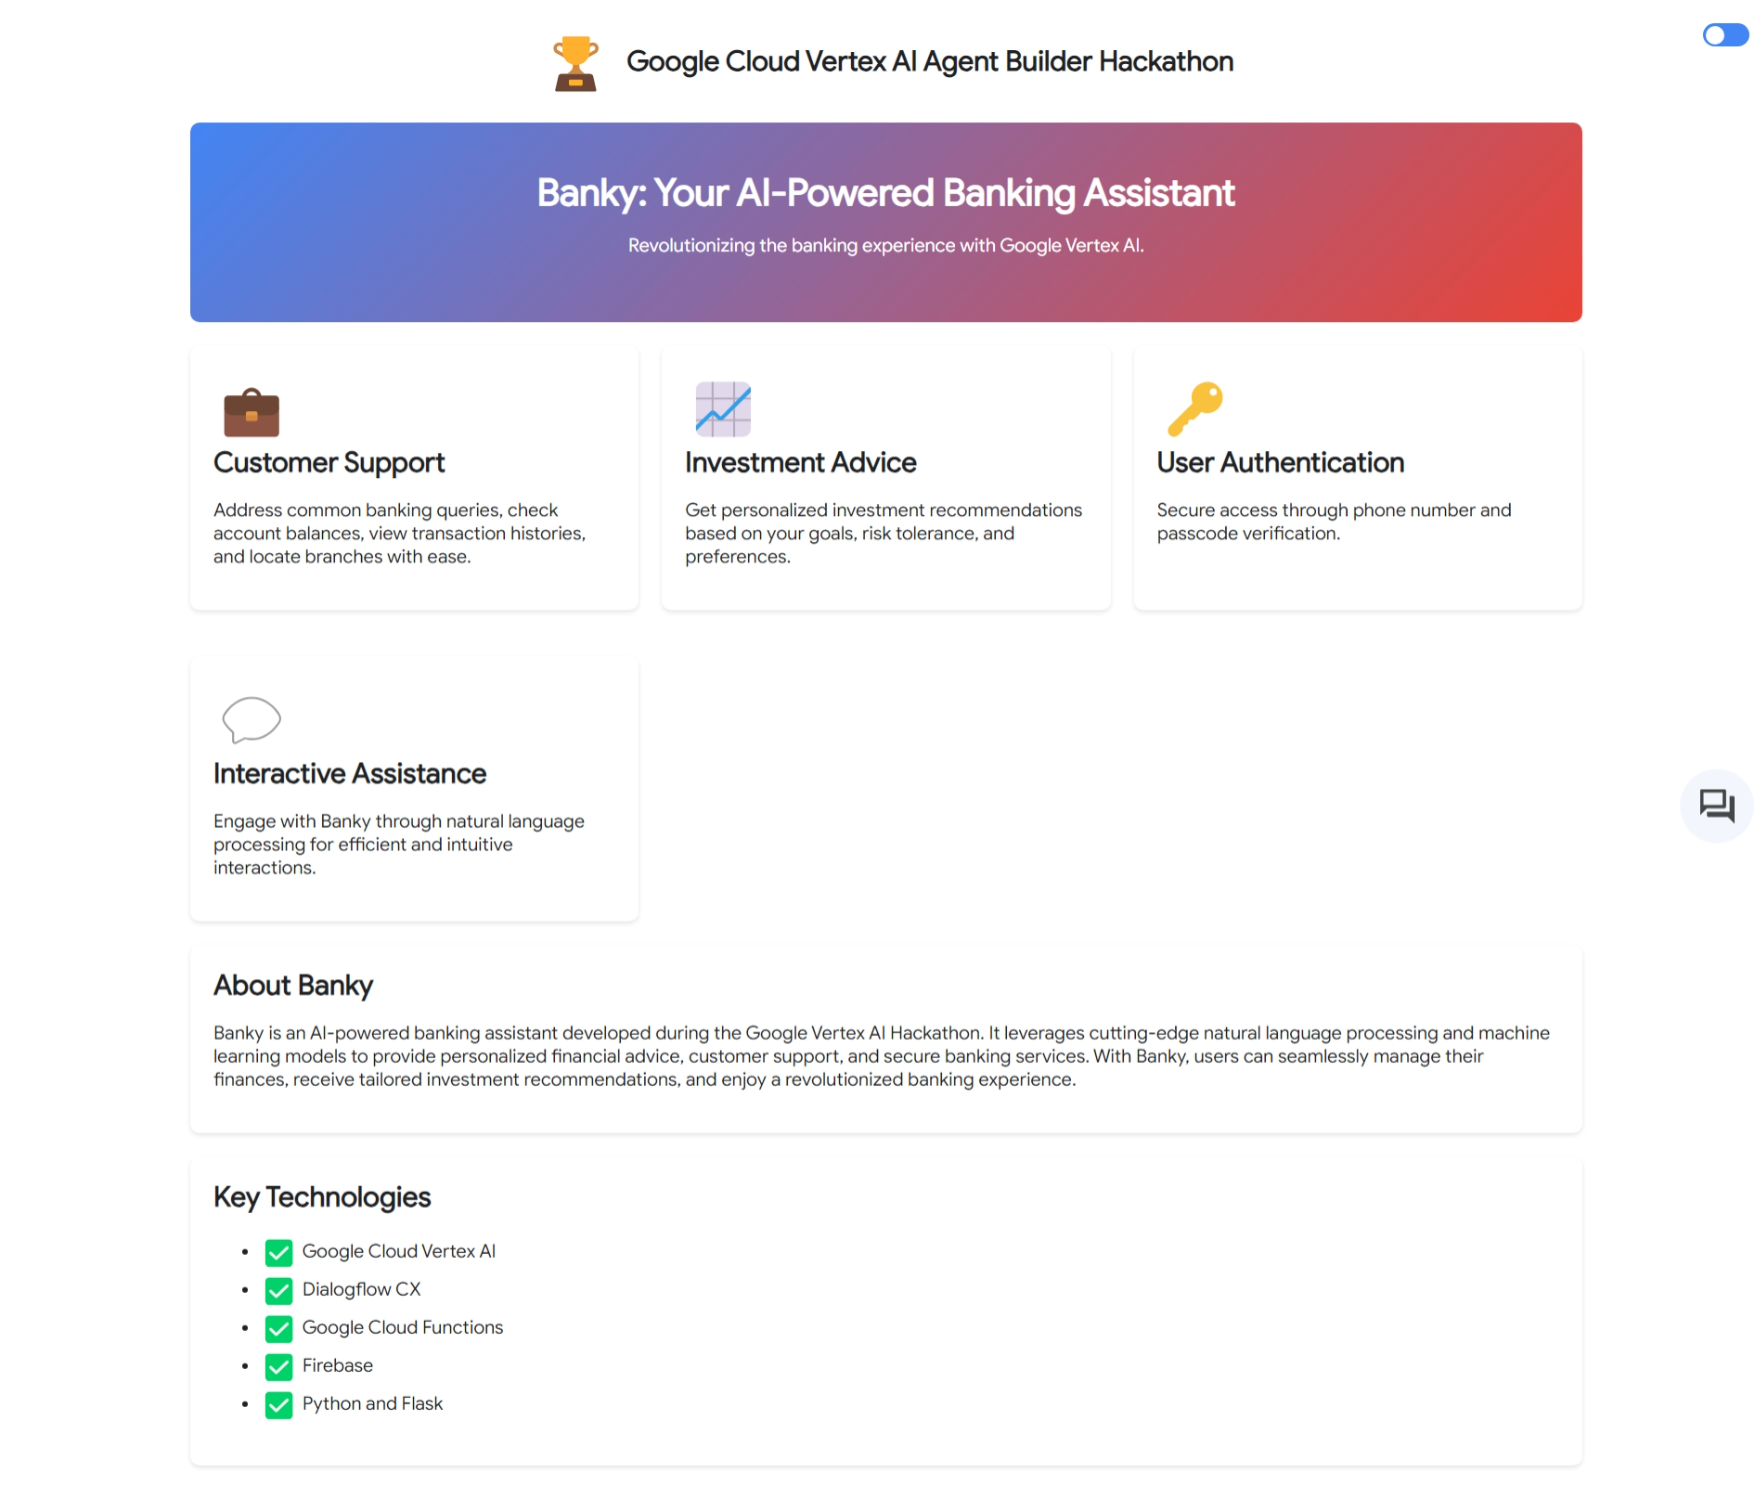 Google Cloud Vertex AI Agent Builder Hackathon
Banky: Your AI-Powered Banking Assistant
Revolutionizing the banking experience with Google Vertex AI.
Customer Support
Address common banking queries, check
account balances, view transaction histories,
and locate branches with ease.
Investment Advice
Get personalized investment recommendations
based on your goals, risk tolerance, and
preferences.
User Authentication
Secure access through phone number and
passcode verification.
Interactive Assistance
Engage with Banky through natural language
processing for efficient and intuitive
interactions.
About Banky
Banky is an AI-powered banking assistant developed during the Google Vertex AI Hackathon. It leverages cutting-edge natural language processing and machine
learning models to provide personalized financial advice, customer support, and secure banking services. With Banky, users can seamlessly manage their
finances, receive tailored investment recommendations, and enjoy a revolutionized banking experience.
Key Technologies
Google Cloud Vertex AI
Dialogflow CX
Google Cloud Functions
Firebase
Python and Flask